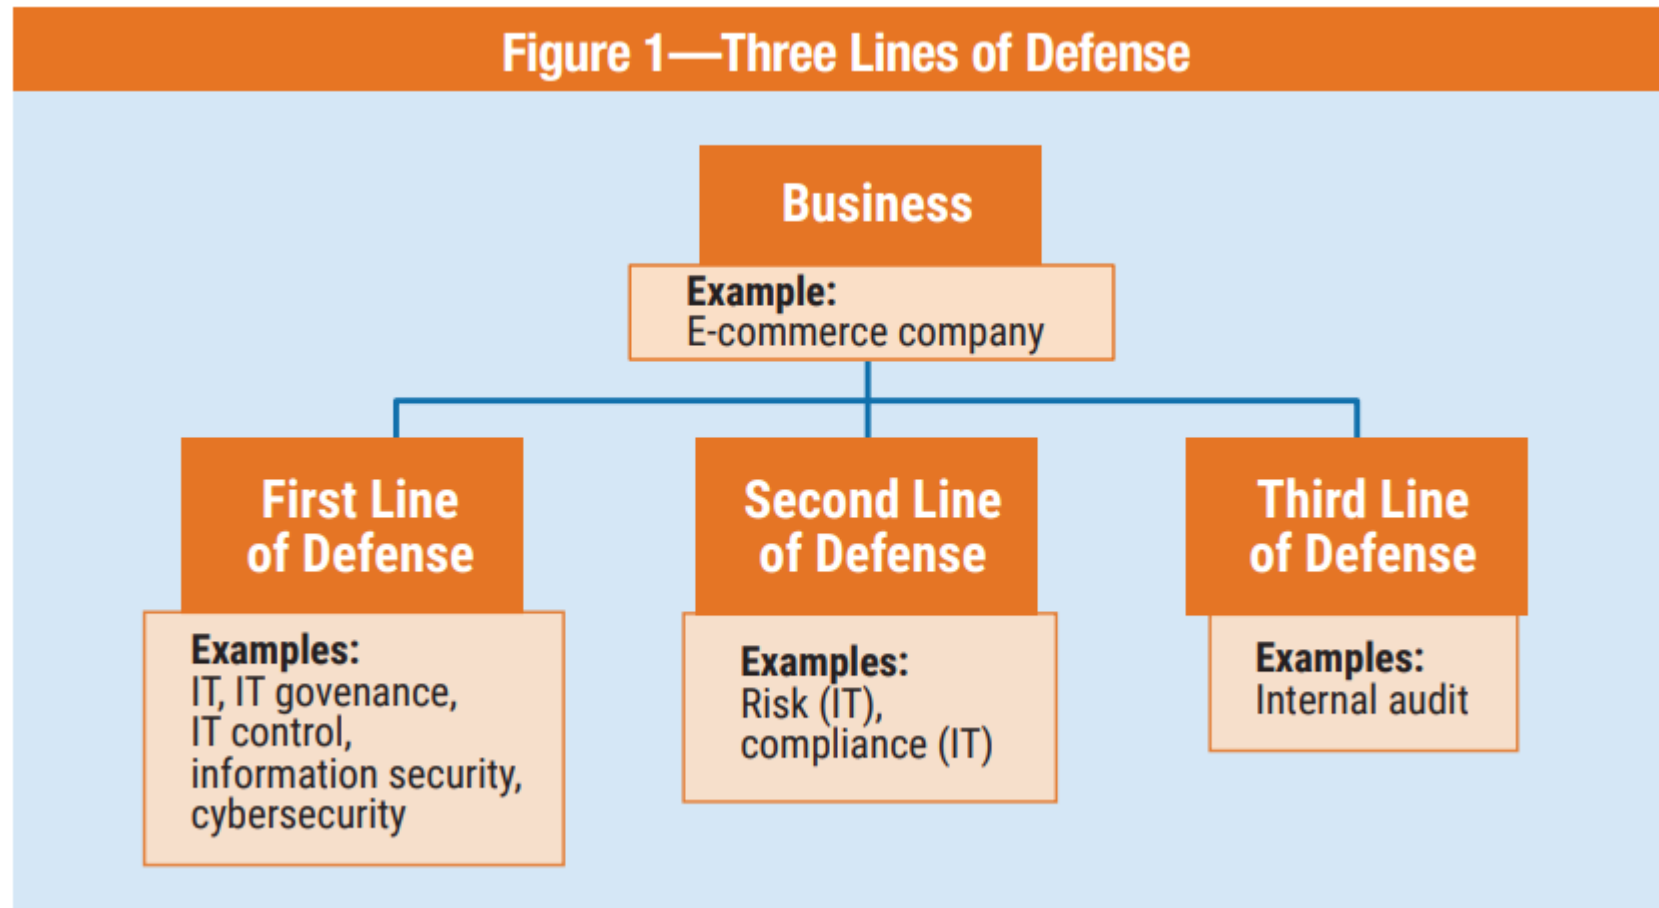 Figure 1—Three Lines of Defense
Business
Example:
E-commerce company
First Line
of Defense
Examples:
IT, IT govenance,
IT control,
information security,
cybersecurity
Second Line
of Defense
Examples:
Risk (IT),
compliance (IT)
Third Line
of Defense
Examples:
Internal audit